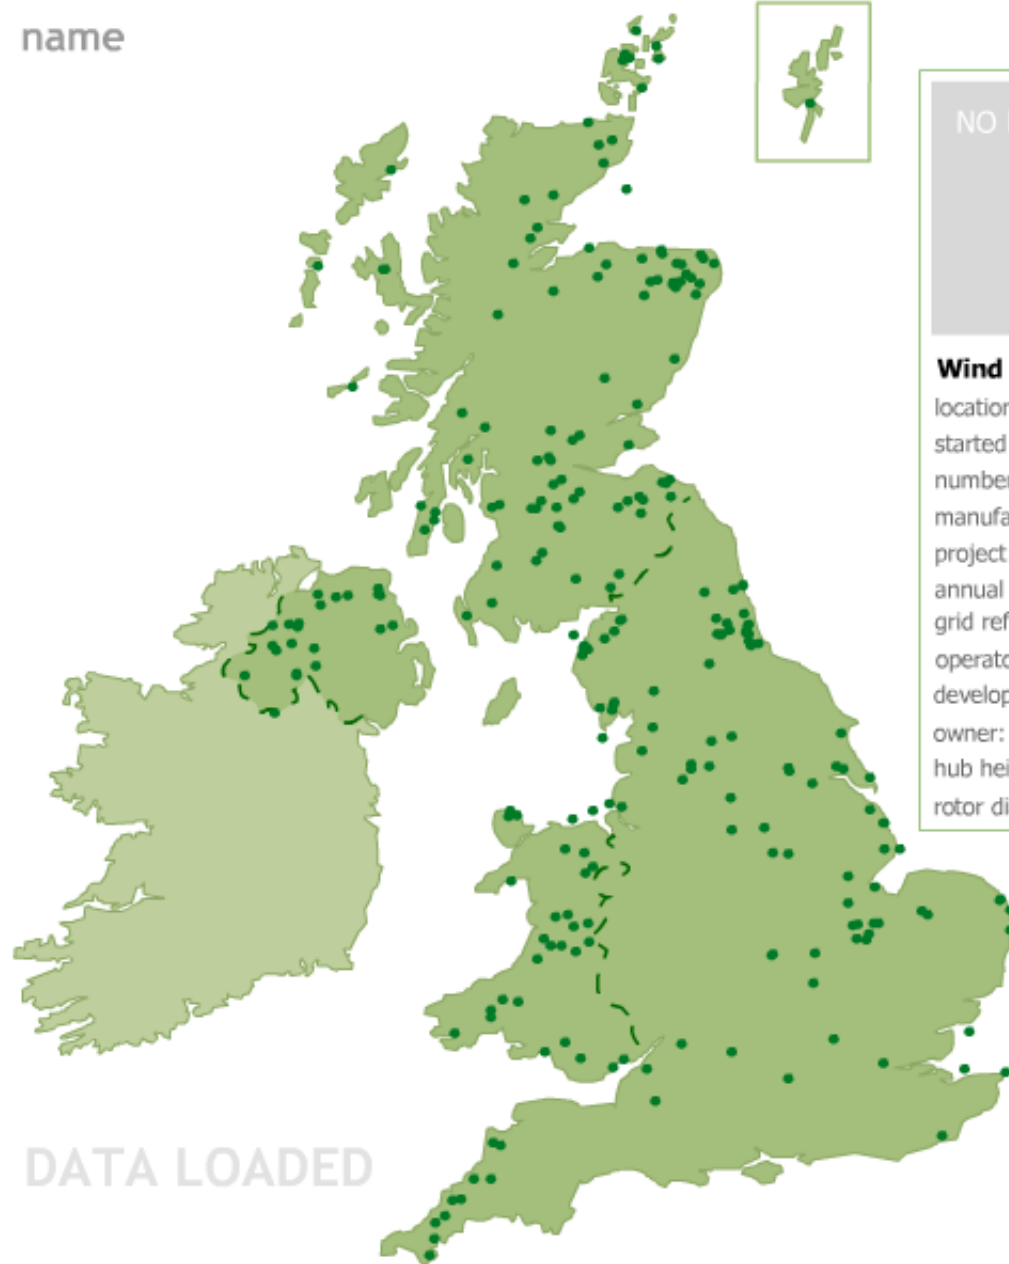 name
NO
Wind
location
started
number
manufa
project
annual
grid ref
operato
develop
owner:
hub hei
rotor di
DATA LOADED